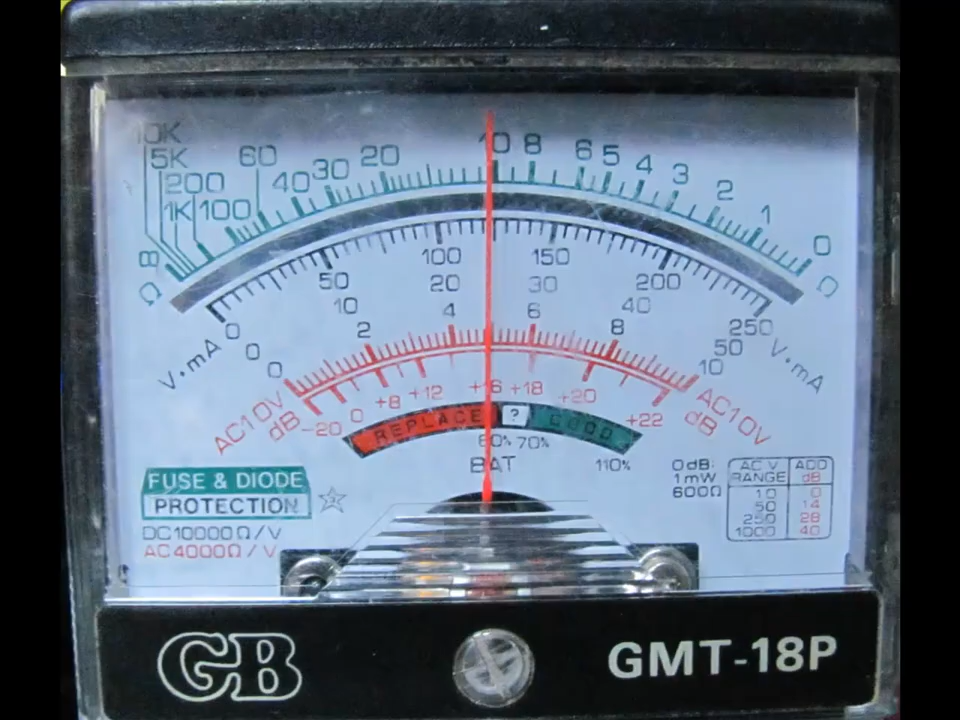 10K
5K 60 20 10 8 6 5 4 3 2 1 0
200 40 30
1K 100
∞
Ω Ω
0 50 100 150 200 250
V·mA V·mA
0 10 20 30 40 50
0 2 4 6 8 10
AC10V AC10V
dB -20 0 +8 +12 +16 +18 +20 +22 dB
REPLACE ? GOOD
60% 70%
BAT 110%
FUSE & DIODE
PROTECTION
3
DC10000Ω/V
AC4000Ω/V
0dB:
1mW
600Ω
AC V ADD
RANGE dB
10 0
50 14
250 28
1000 40
GB
GMT-18P